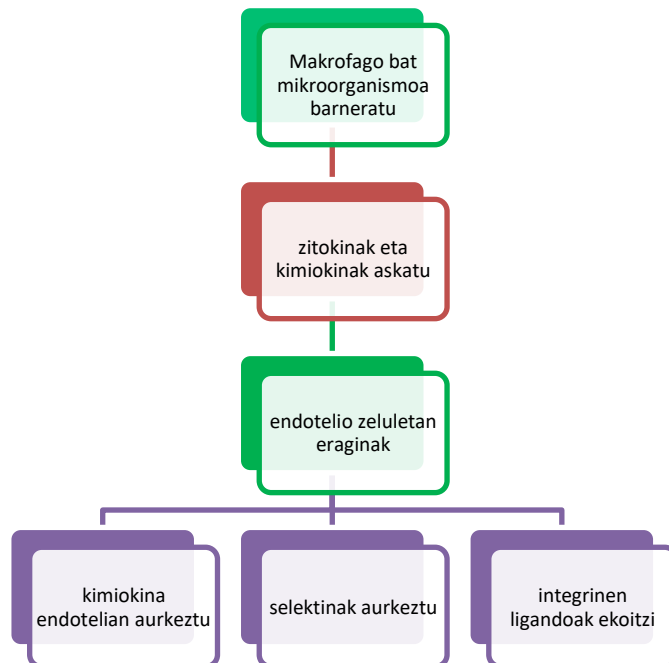 Makrofago bat
mikroorganismoa
barneratu
zitokinak eta
kimiokinak askatu
endotelio zeluletan
eraginak
kimiokina
endotelian aurkeztu
selektinak aurkeztu
integrinen
ligandoak ekoitzi